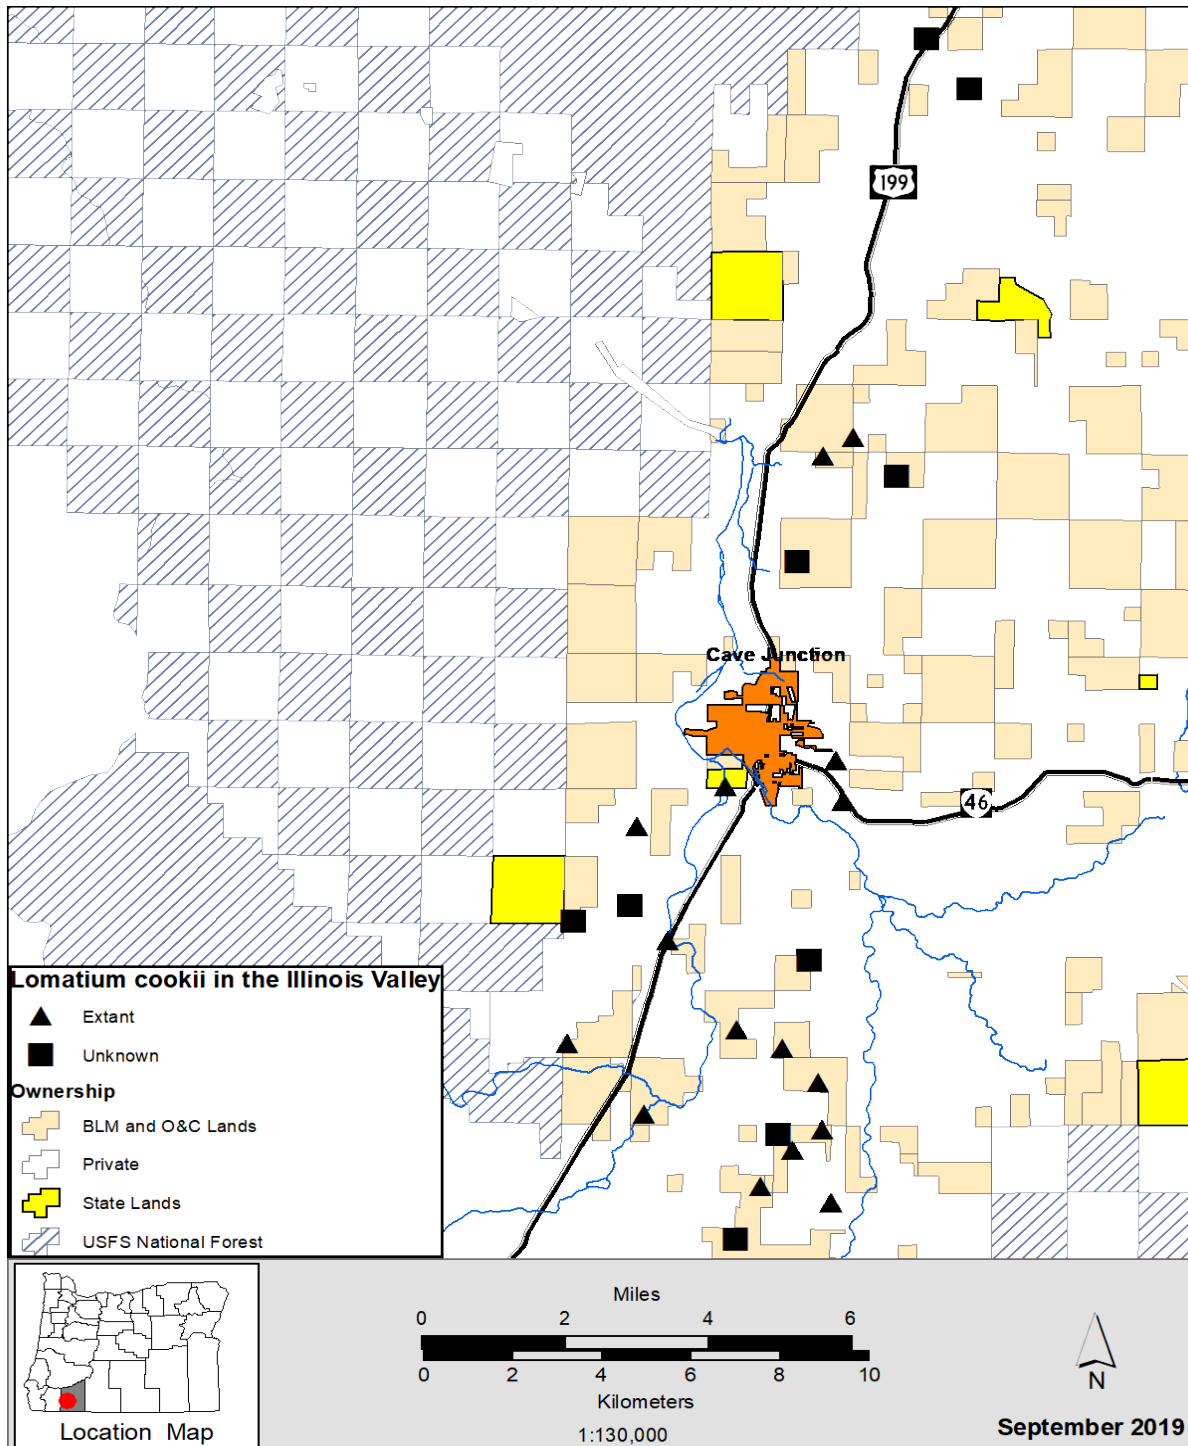 199
Cave Junction
46
Lomatium cookii in the Illinois Valley
Extant
Unknown
Ownership
BLM and O&C Lands
Private
State Lands
USFS National Forest
Location Map
Miles
0 2 4 6
0 2 4 6 8 10
Kilometers
1:130,000
N
September 2019